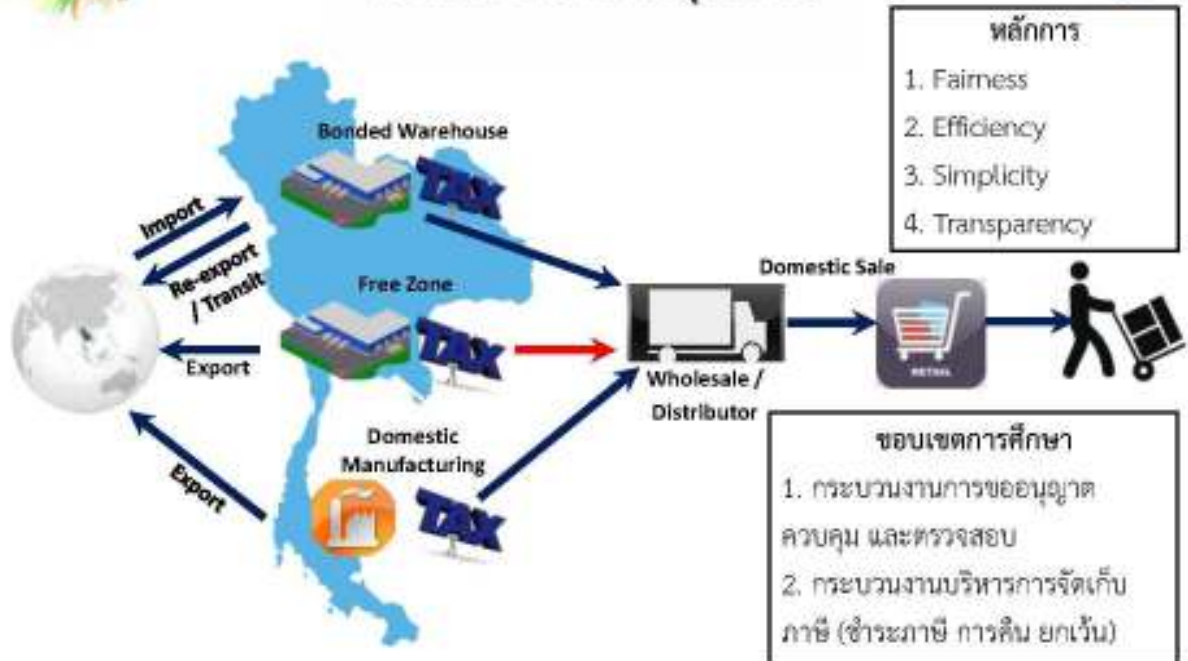 หลักการ
1. Fairness
2. Efficiency
3. Simplicity
4. Transparency
Bonded Warehouse
TAX
Import
Re-export
/ Transit
Free Zone
TAX
Export
Domestic Sale
RETAIL
Wholesale /
Distributor
Domestic
Manufacturing
TAX
Export
ขอบเขตการศึกษา
1. กระบวนงานการขออนุญาต
ควบคุม และตรวจสอบ
2. กระบวนงานบริหารการจัดเก็บ
ภาษี (ชำระภาษี การคืน ยกเว้น)